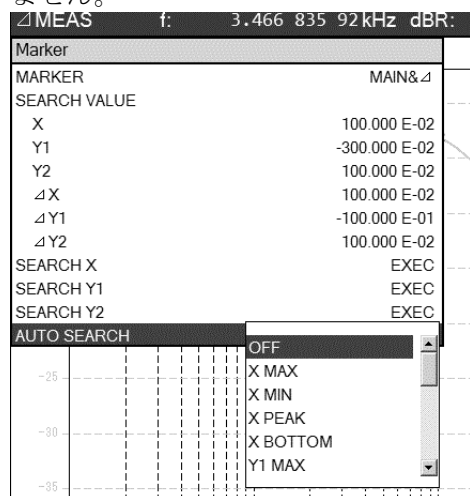 ません。
⊿MEAS f: 3.466 835 92kHz dBR:
Marker
MARKER MAIN&⊿
SEARCH VALUE
X 100.000 E-02
Y1 -300.000 E-02
Y2 100.000 E-02
⊿X 100.000 E-02
⊿Y1 -100.000 E-01
⊿Y2 100.000 E-02
SEARCH X EXEC
SEARCH Y1 EXEC
SEARCH Y2 EXEC
AUTO SEARCH
OFF
X MAX
X MIN
X PEAK
X BOTTOM
Y1 MAX
-25
-30
-35